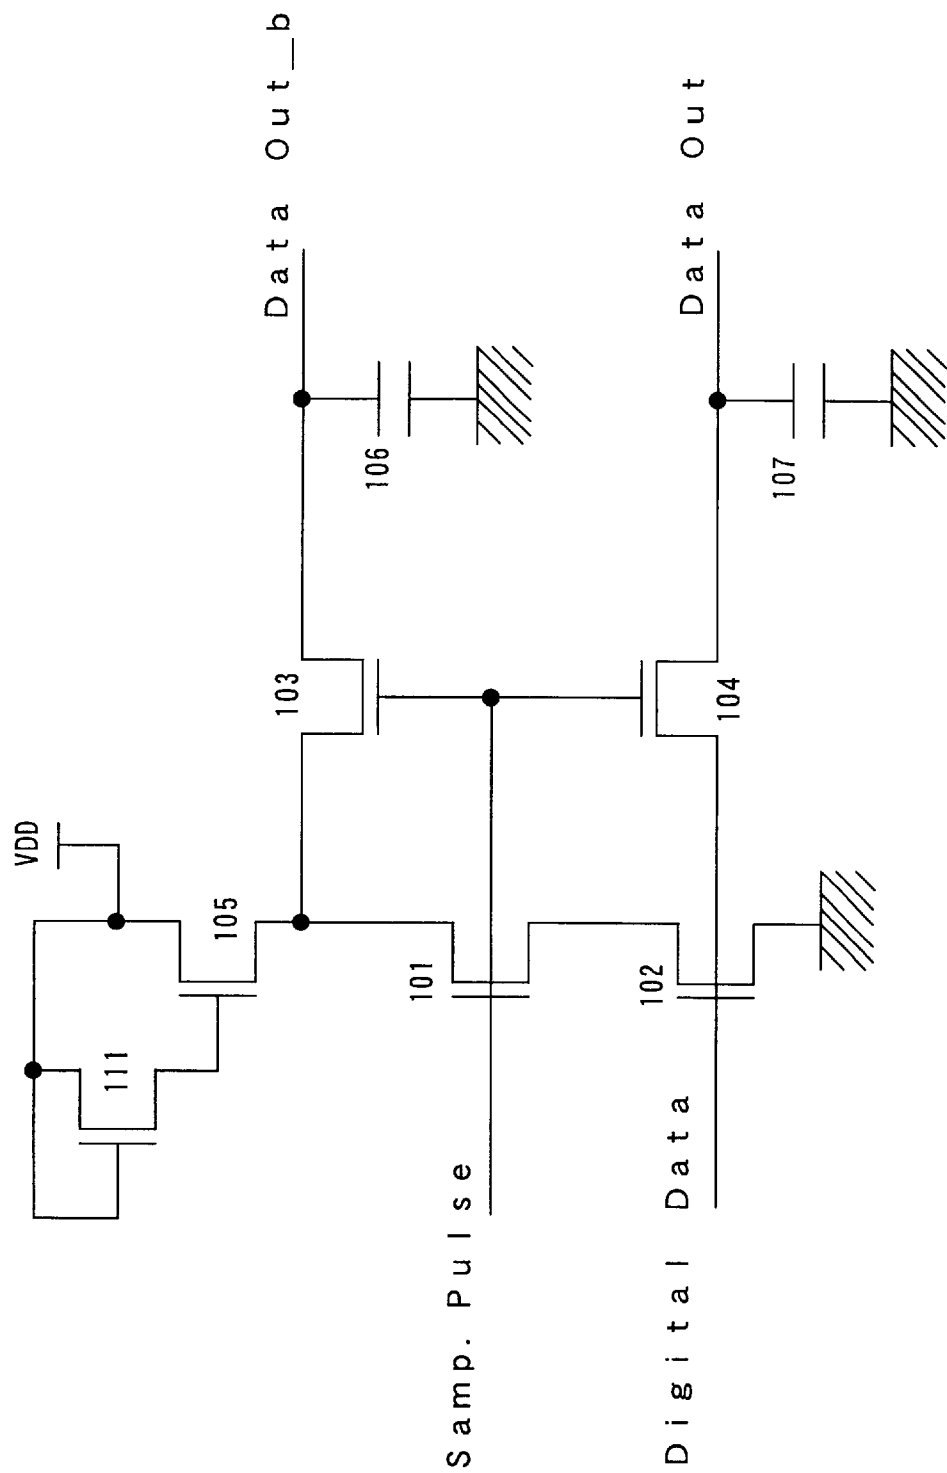 VDD
111
105
Data Out_b
103
106
Samp. Pulse
101
102
Digital Data
104
107
Data Out